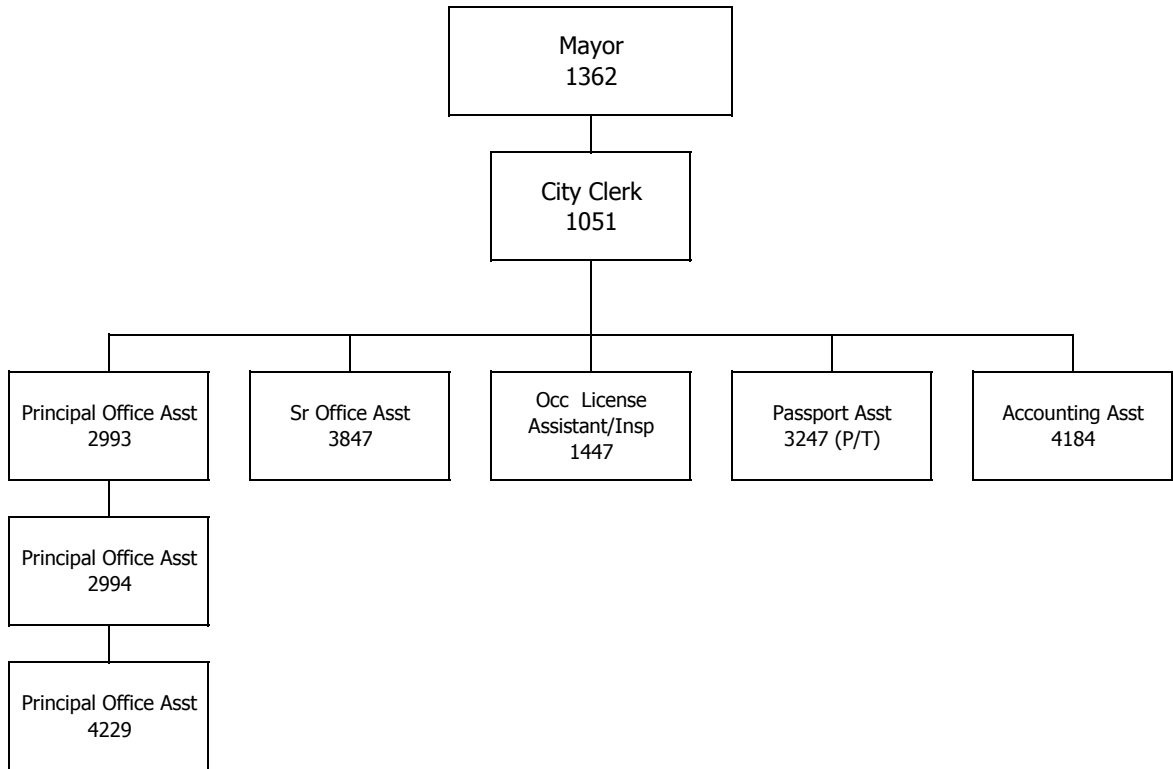 Mayor
1362
City Clerk
1051
Principal Office Asst
2993
Sr Office Asst
3847
Occ License
Assistant/Insp
1447
Passport Asst
3247 (P/T)
Accounting Asst
4184
Principal Office Asst
2994
Principal Office Asst
4229